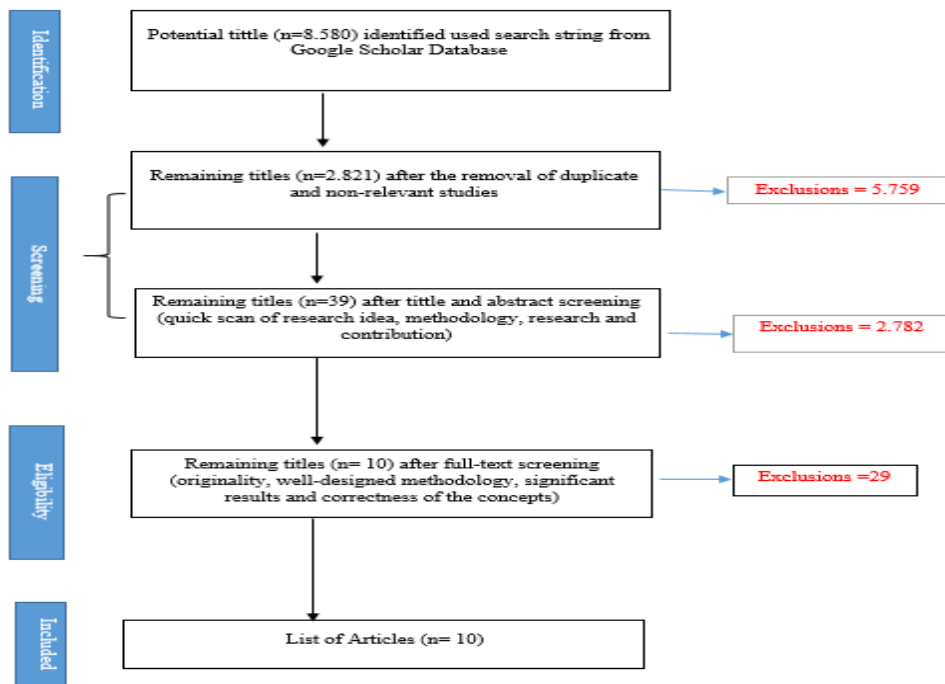 Identification
Potential tittle (n=8.580) identified used search string from
Google Scholar Database
Screening
Remaining titles (n=2.821) after the removal of duplicate
and non-relevant studies
Exclusions = 5.759
Remaining titles (n=39) after tittle and abstract screening
(quick scan of research idea, methodology, research and
contribution)
Exclusions = 2.782
Eligibility
Remaining titles (n= 10) after full-text screening
(originality, well-designed methodology, significant
results and correctness of the concepts)
Exclusions =29
Included
List of Articles (n= 10)